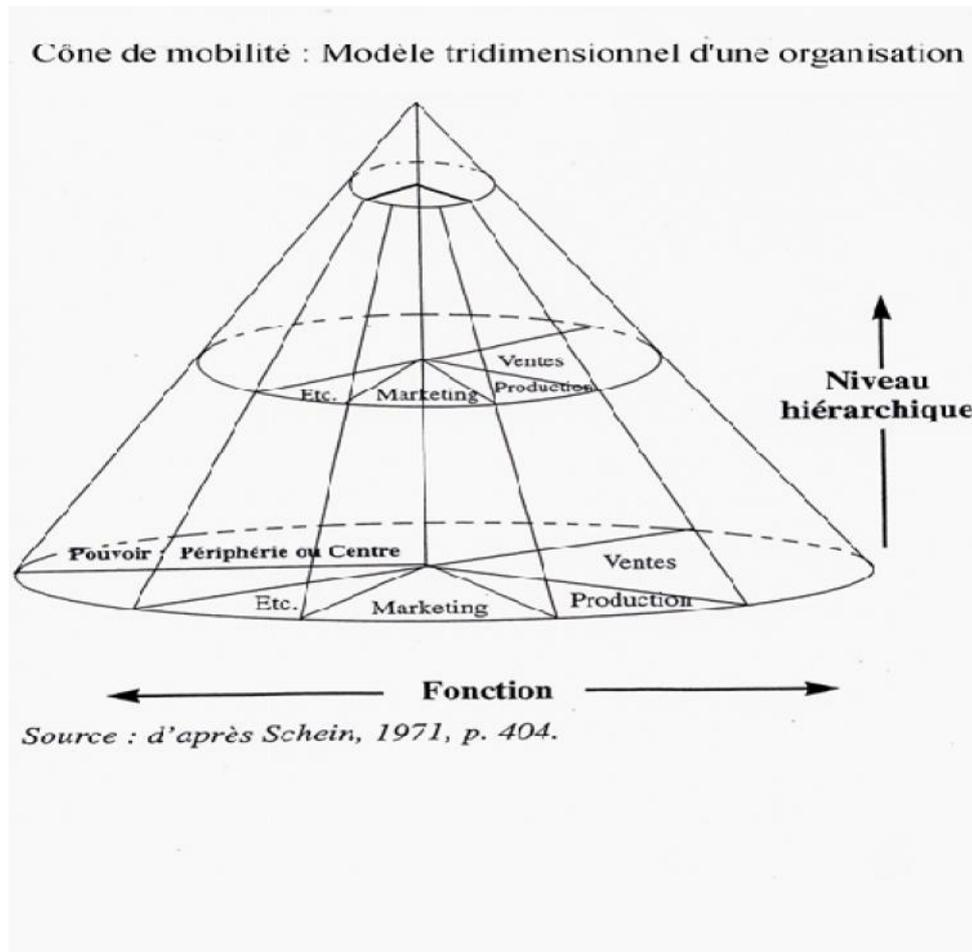 Cône de mobilité : Modèle tridimensionnel d'une organisation
Ventes
Etc.
Marketing
Production
Niveau
hiérarchique
Pouvoir : Périphérie ou Centre
Ventes
Etc.
Marketing
Production
Fonction
Source : d'après Schein, 1971, p. 404.